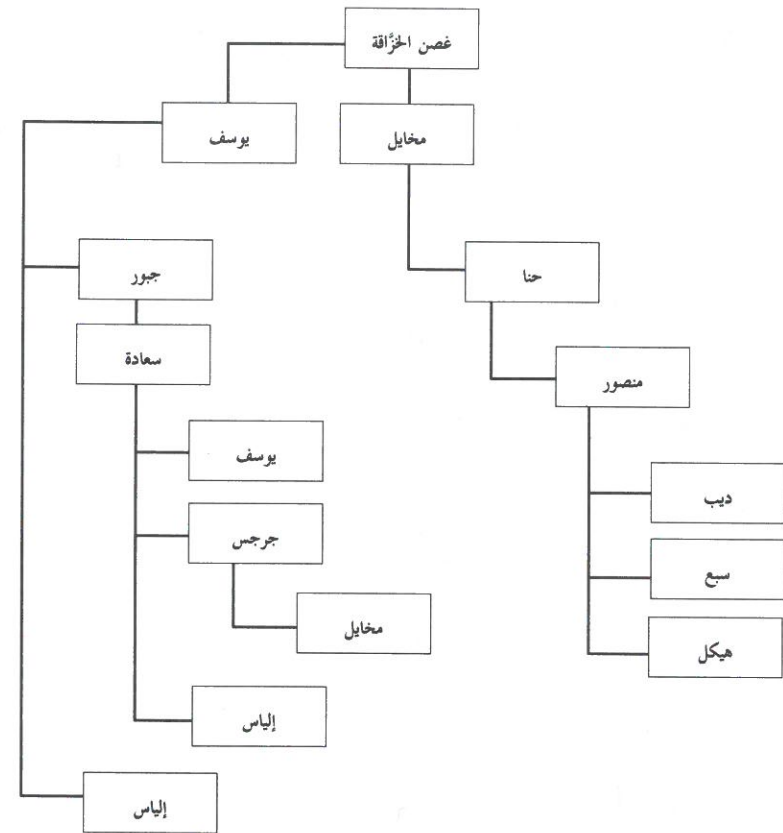 غصن الخزَّاقة
يوسف
مخايل
جبور
حنا
سعادة
منصور
يوسف
ديب
جرجس
سبع
مخايل
هيكل
إلياس
إلياس